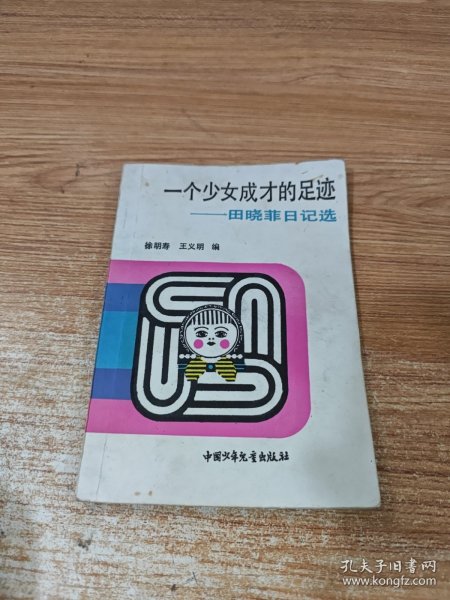 一个少女成才的足迹
——田晓菲日记选
徐明寿 王义明 编
中国少年儿童出版社
孔夫子旧书网
www.kongfz.com